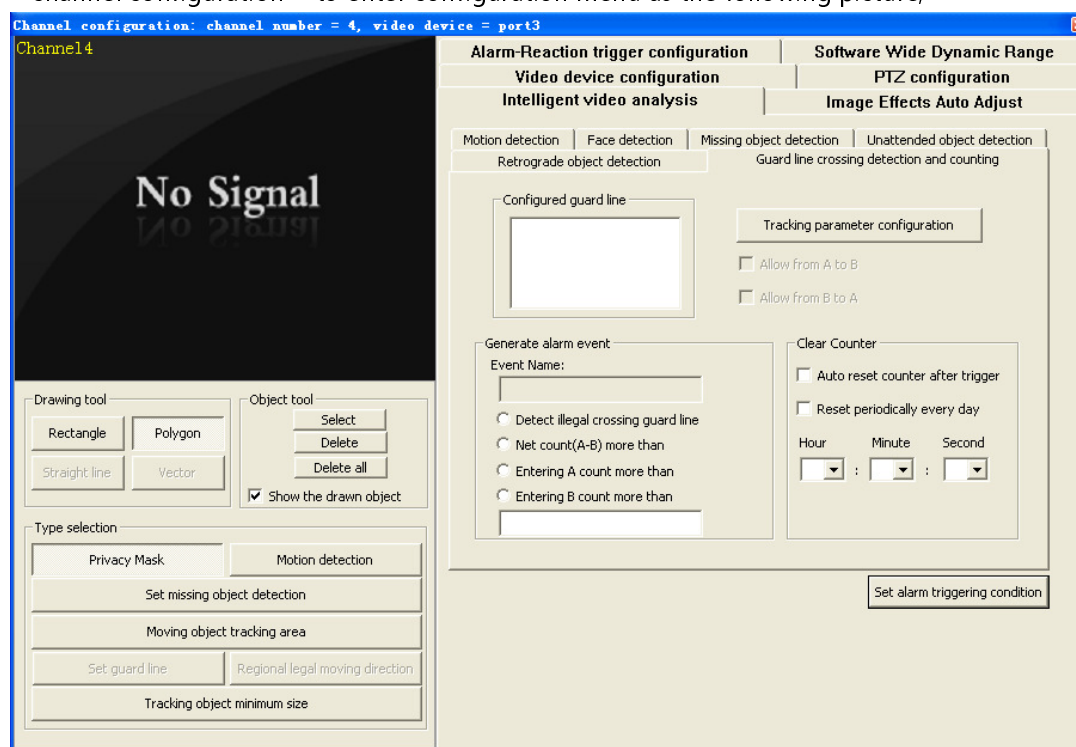 channel configuration" to enter configuration menu as the following picture,
Channel configuration: channel number = 4, video device = port3
Channel4
No Signal
Alarm-Reaction trigger configuration
Software Wide Dynamic Range
Video device configuration
PTZ configuration
Intelligent video analysis
Image Effects Auto Adjust
Motion detection
Face detection
Missing object detection
Unattended object detection
Retrograde object detection
Guard line crossing detection and counting
Configured guard line
Tracking parameter configuration
Allow from A to B
Allow from B to A
Generate alarm event
Event Name:
Detect illegal crossing guard line
Net count(A-B) more than
Entering A count more than
Entering B count more than
Clear Counter
Auto reset counter after trigger
Reset periodically every day
Hour Minute Second
: :
Set alarm triggering condition
Drawing tool
Rectangle
Polygon
Straight line
Vector
Object tool
Select
Delete
Delete all
Show the drawn object
Type selection
Privacy Mask
Motion detection
Set missing object detection
Moving object tracking area
Set guard line
Regional legal moving direction
Tracking object minimum size